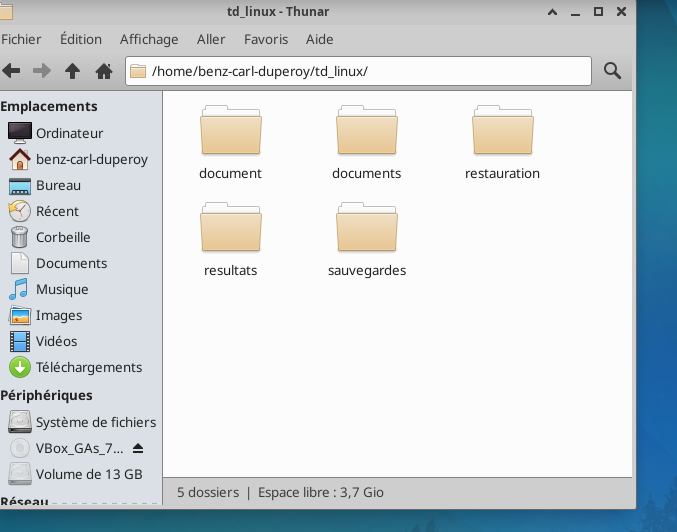 td_linux - Thunar
Fichier Édition Affichage Aller Favoris Aide
/home/benz-carl-duperoy/td_linux/
Emplacements
Ordinateur
benz-carl-duperoy
Bureau
Récent
Corbeille
Documents
Musique
Images
Vidéos
Téléchargements
Périphériques
Système de fichiers
VBox_GAs_7...
Volume de 13 GB
Réseau
document documents restauration
resultats sauvegardes
5 dossiers | Espace libre : 3,7 Gio